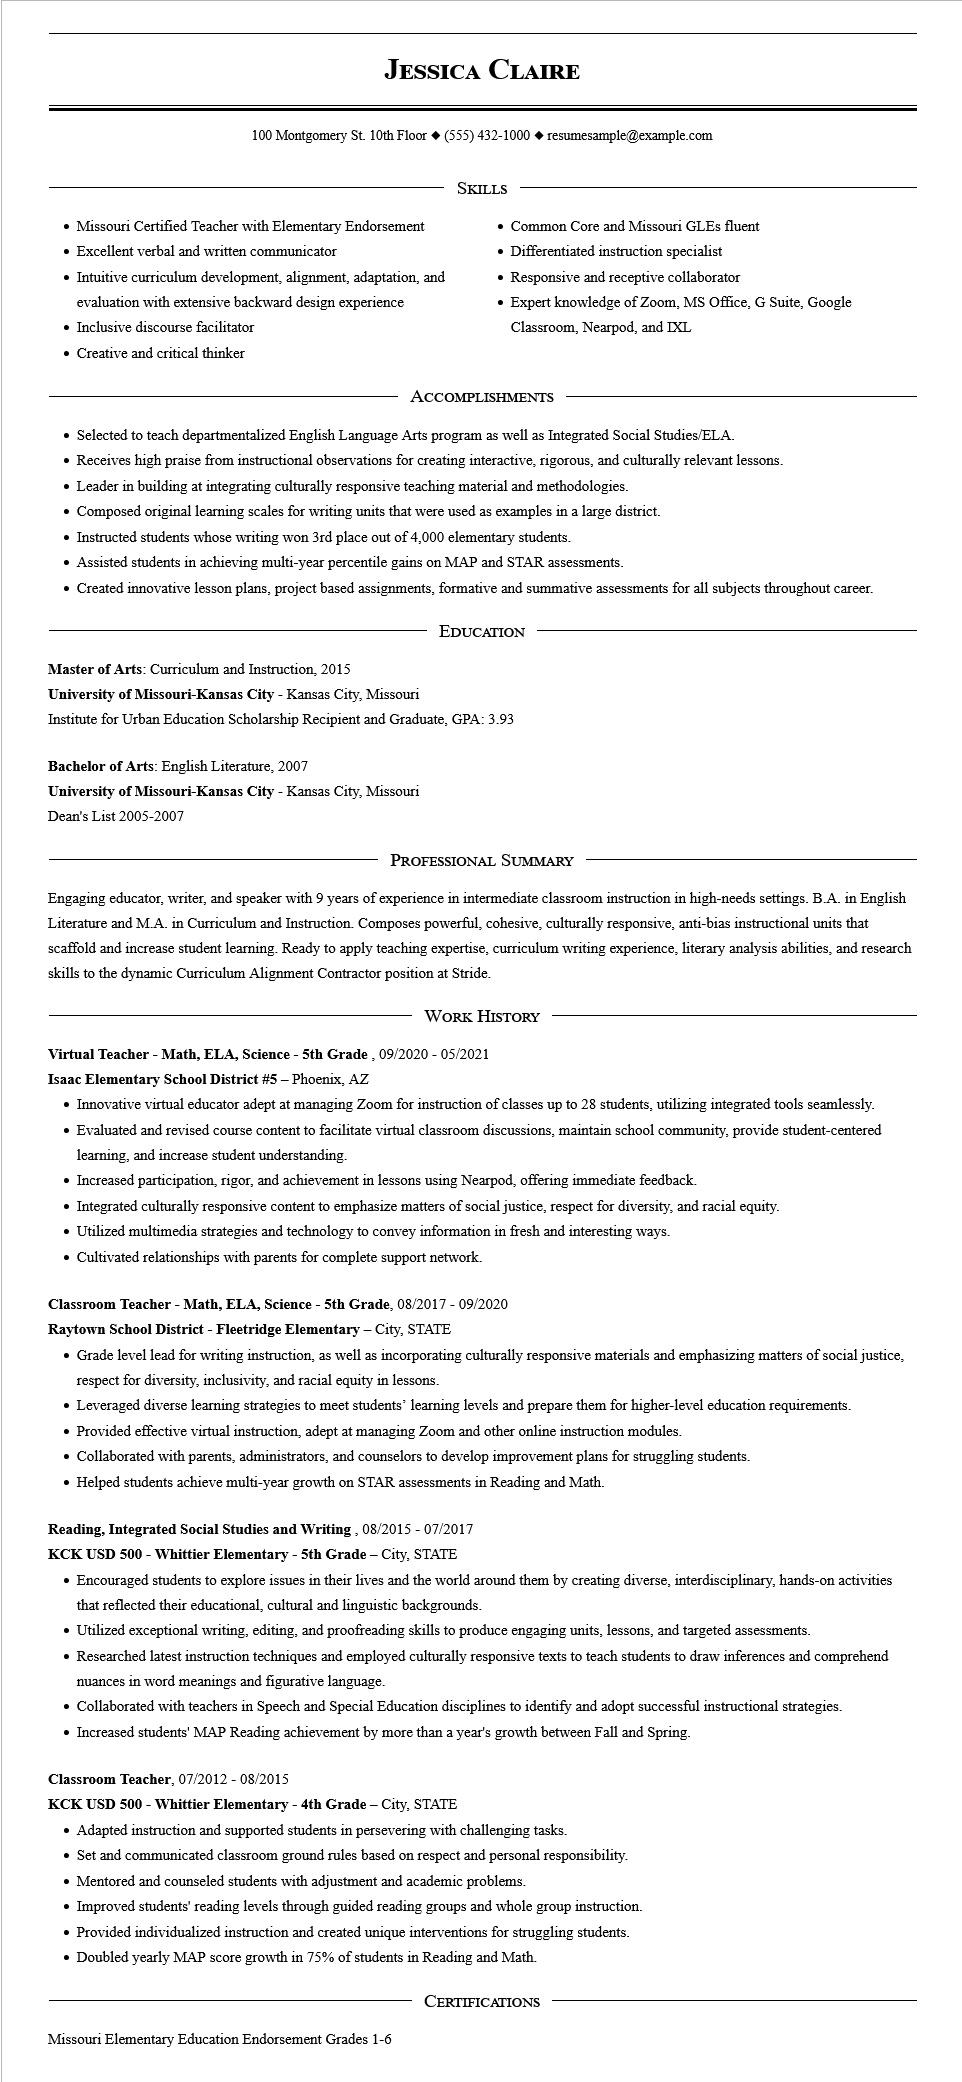 Jessica Claire
100 Montgomery St. 10th Floor ◆ (555) 432-1000 ◆ resumesample@example.com
Skills
• Missouri Certified Teacher with Elementary Endorsement
• Excellent verbal and written communicator
• Intuitive curriculum development, alignment, adaptation, and
evaluation with extensive backward design experience
• Inclusive discourse facilitator
• Creative and critical thinker
• Common Core and Missouri GLEs fluent
• Differentiated instruction specialist
• Responsive and receptive collaborator
• Expert knowledge of Zoom, MS Office, G Suite, Google
Classroom, Nearpod, and IXL
Accomplishments
• Selected to teach departmentalized English Language Arts program as well as Integrated Social Studies/ELA.
• Receives high praise from instructional observations for creating interactive, rigorous, and culturally relevant lessons.
• Leader in building at integrating culturally responsive teaching material and methodologies.
• Composed original learning scales for writing units that were used as examples in a large district.
• Instructed students whose writing won 3rd place out of 4,000 elementary students.
• Assisted students in achieving multi-year percentile gains on MAP and STAR assessments.
• Created innovative lesson plans, project based assignments, formative and summative assessments for all subjects throughout career.
Education
Master of Arts: Curriculum and Instruction, 2015
University of Missouri-Kansas City - Kansas City, Missouri
Institute for Urban Education Scholarship Recipient and Graduate, GPA: 3.93
Bachelor of Arts: English Literature, 2007
University of Missouri-Kansas City - Kansas City, Missouri
Dean's List 2005-2007
Professional Summary
Engaging educator, writer, and speaker with 9 years of experience in intermediate classroom instruction in high-needs settings. B.A. in English
Literature and M.A. in Curriculum and Instruction. Composes powerful, cohesive, culturally responsive, anti-bias instructional units that
scaffold and increase student learning. Ready to apply teaching expertise, curriculum writing experience, literary analysis abilities, and research
skills to the dynamic Curriculum Alignment Contractor position at Stride.
Work History
Virtual Teacher - Math, ELA, Science - 5th Grade , 09/2020 - 05/2021
Isaac Elementary School District #5 – Phoenix, AZ
• Innovative virtual educator adept at managing Zoom for instruction of classes up to 28 students, utilizing integrated tools seamlessly.
• Evaluated and revised course content to facilitate virtual classroom discussions, maintain school community, provide student-centered
learning, and increase student understanding.
• Increased participation, rigor, and achievement in lessons using Nearpod, offering immediate feedback.
• Integrated culturally responsive content to emphasize matters of social justice, respect for diversity, and racial equity.
• Utilized multimedia strategies and technology to convey information in fresh and interesting ways.
• Cultivated relationships with parents for complete support network.
Classroom Teacher - Math, ELA, Science - 5th Grade, 08/2017 - 09/2020
Raytown School District - Fleetridge Elementary – City, STATE
• Grade level lead for writing instruction, as well as incorporating culturally responsive materials and emphasizing matters of social justice,
respect for diversity, inclusivity, and racial equity in lessons.
• Leveraged diverse learning strategies to meet students’ learning levels and prepare them for higher-level education requirements.
• Provided effective virtual instruction, adept at managing Zoom and other online instruction modules.
• Collaborated with parents, administrators, and counselors to develop improvement plans for struggling students.
• Helped students achieve multi-year growth on STAR assessments in Reading and Math.
Reading, Integrated Social Studies and Writing , 08/2015 - 07/2017
KCK USD 500 - Whittier Elementary - 5th Grade – City, STATE
• Encouraged students to explore issues in their lives and the world around them by creating diverse, interdisciplinary, hands-on activities
that reflected their educational, cultural and linguistic backgrounds.
• Utilized exceptional writing, editing, and proofreading skills to produce engaging units, lessons, and targeted assessments.
• Researched latest instruction techniques and employed culturally responsive texts to teach students to draw inferences and comprehend
nuances in word meanings and figurative language.
• Collaborated with teachers in Speech and Special Education disciplines to identify and adopt successful instructional strategies.
• Increased students' MAP Reading achievement by more than a year's growth between Fall and Spring.
Classroom Teacher, 07/2012 - 08/2015
KCK USD 500 - Whittier Elementary - 4th Grade – City, STATE
• Adapted instruction and supported students in persevering with challenging tasks.
• Set and communicated classroom ground rules based on respect and personal responsibility.
• Mentored and counseled students with adjustment and academic problems.
• Improved students' reading levels through guided reading groups and whole group instruction.
• Provided individualized instruction and created unique interventions for struggling students.
• Doubled yearly MAP score growth in 75% of students in Reading and Math.
Certifications
Missouri Elementary Education Endorsement Grades 1-6